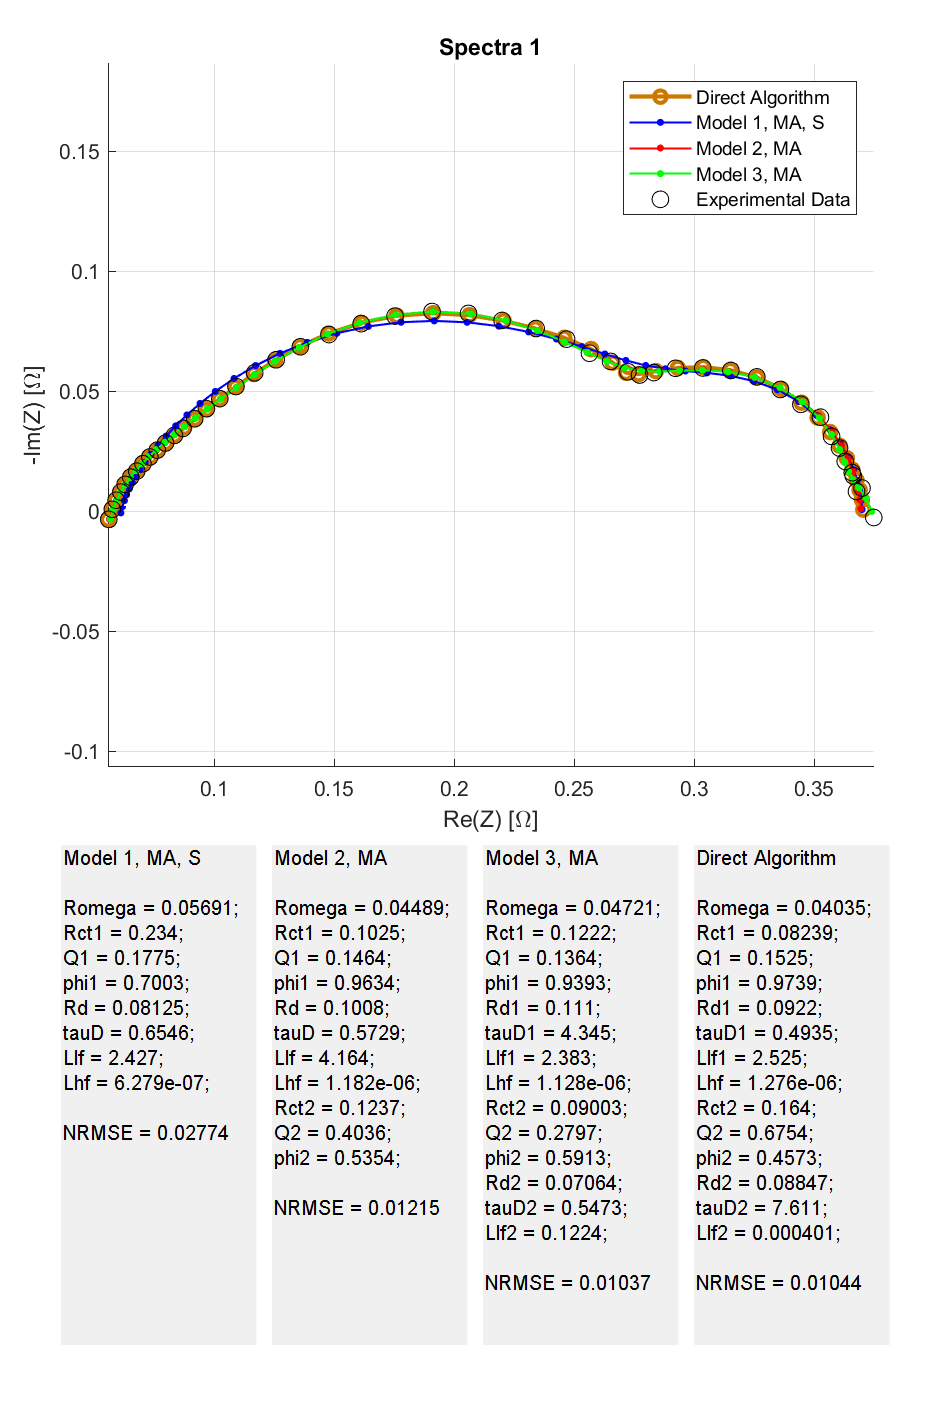 Spectra 1
Direct Algorithm
Model 1, MA, S
Model 2, MA
Model 3, MA
Experimental Data
0.15
0.1
0.05
0
-0.05
-0.1
-Im(Z) [Ω]
0.1
0.15
0.2
0.25
0.3
0.35
Re(Z) [Ω]
Model 1, MA, S
Romega = 0.05691;
Rct1 = 0.234;
Q1 = 0.1775;
phi1 = 0.7003;
Rd = 0.08125;
tauD = 0.6546;
Llf = 2.427;
Lhf = 6.279e-07;
NRMSE = 0.02774
Model 2, MA
Romega = 0.04489;
Rct1 = 0.1025;
Q1 = 0.1464;
phi1 = 0.9634;
Rd = 0.1008;
tauD = 0.5729;
Llf = 4.164;
Lhf = 1.182e-06;
Rct2 = 0.1237;
Q2 = 0.4036;
phi2 = 0.5354;
NRMSE = 0.01215
Model 3, MA
Romega = 0.04721;
Rct1 = 0.1222;
Q1 = 0.1364;
phi1 = 0.9393;
Rd1 = 0.111;
tauD1 = 4.345;
Llf1 = 2.383;
Lhf = 1.128e-06;
Rct2 = 0.09003;
Q2 = 0.2797;
phi2 = 0.5913;
Rd2 = 0.07064;
tauD2 = 0.5473;
Llf2 = 0.1224;
NRMSE = 0.01037
Direct Algorithm
Romega = 0.04035;
Rct1 = 0.08239;
Q1 = 0.1525;
phi1 = 0.9739;
Rd1 = 0.0922;
tauD1 = 0.4935;
Llf1 = 2.525;
Lhf = 1.276e-06;
Rct2 = 0.164;
Q2 = 0.6754;
phi2 = 0.4573;
Rd2 = 0.08847;
tauD2 = 7.611;
Llf2 = 0.000401;
NRMSE = 0.01044